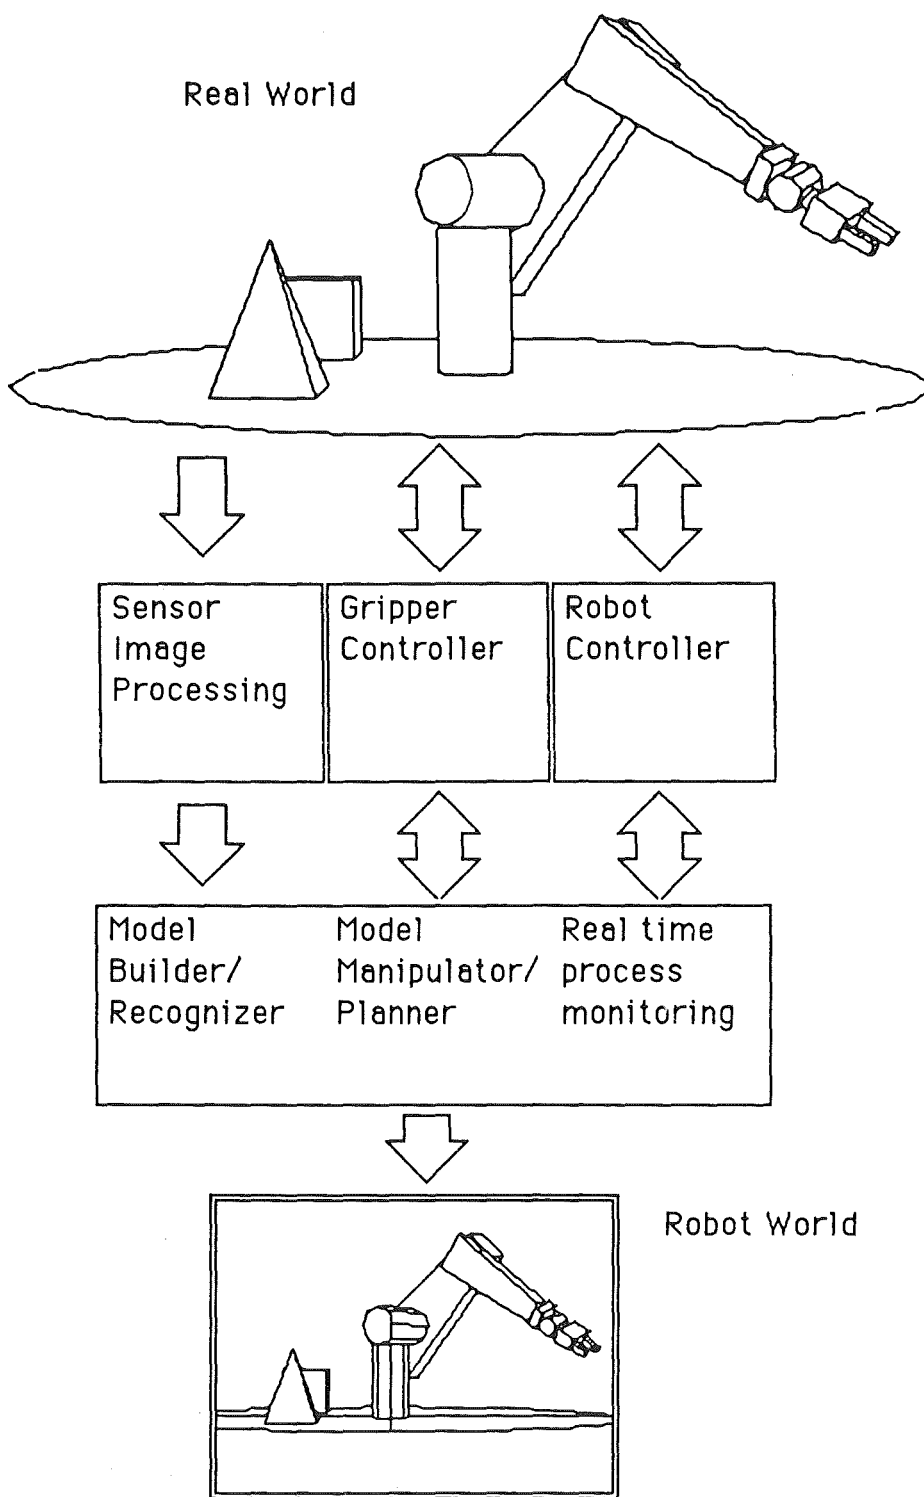 Real World
Sensor
Image
Processing
Gripper
Controller
Robot
Controller
Model
Builder/
Recognizer
Model
Manipulator/
Planner
Real time
process
monitoring
Robot World